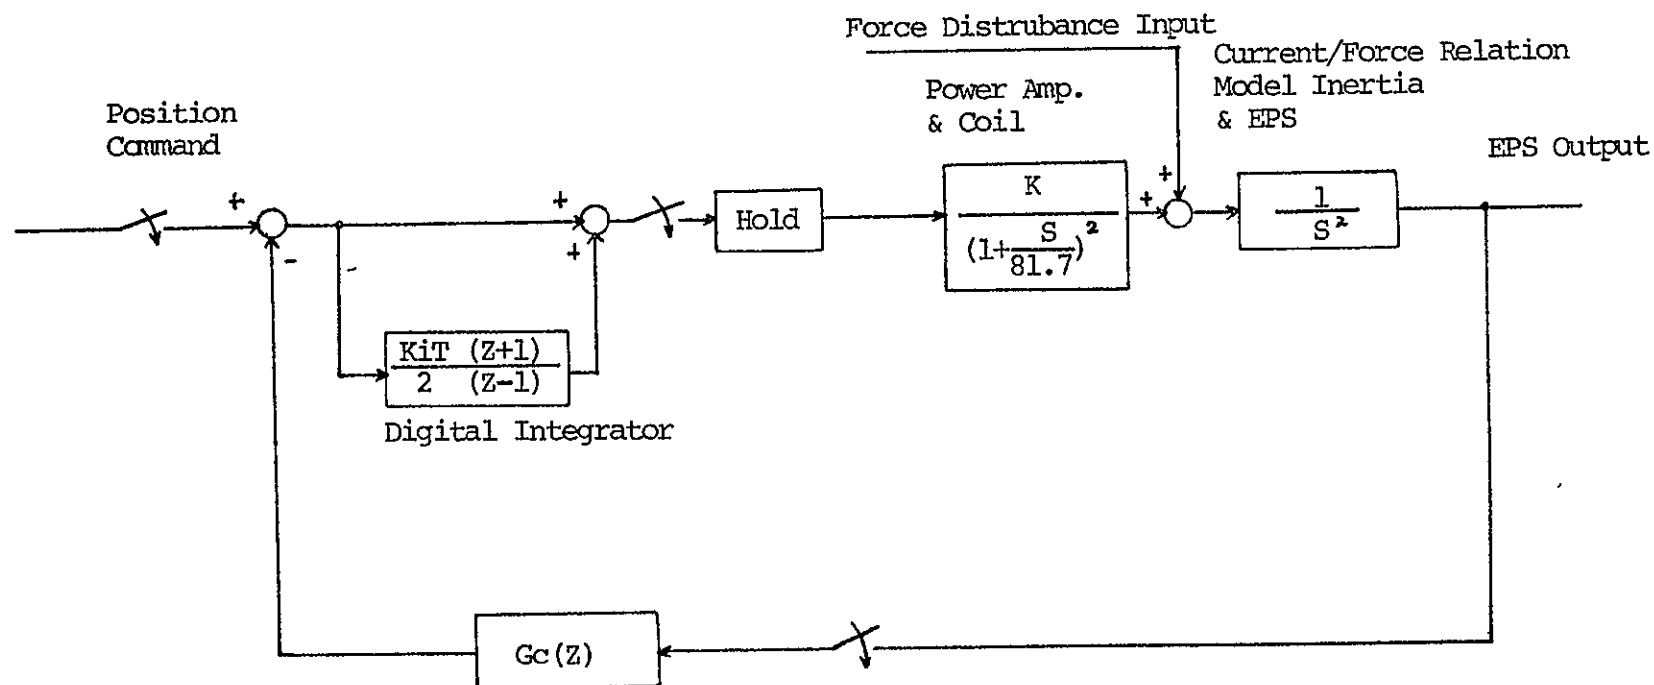 Force Distrubance Input
Current/Force Relation
Model Inertia
& EPS
Power Amp.
& Coil
Position
Command
EPS Output
+
-
+
+
Hold
K
(1+S/81.7)²
+
+
1
S²
KiT (Z+1)
2 (Z-1)
Digital Integrator
Gc(Z)